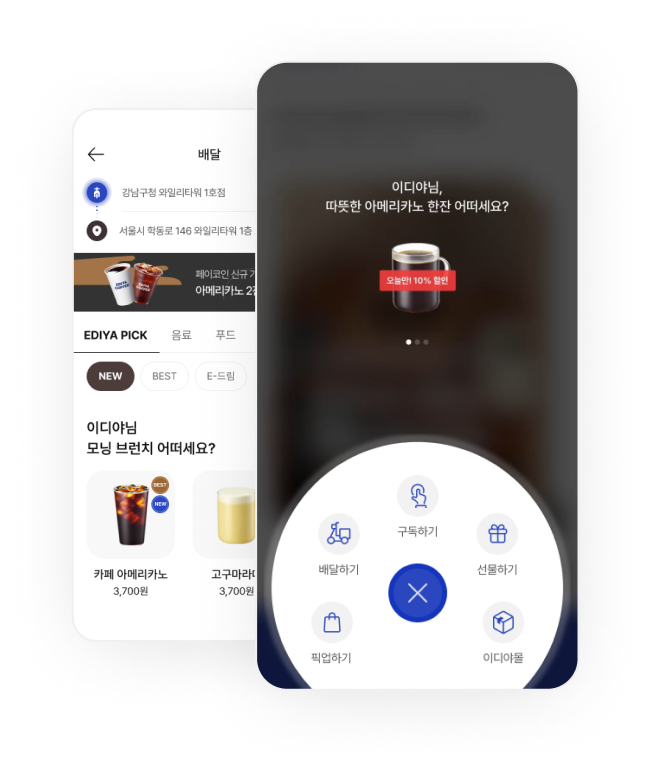 배달
강남구청 와일리타워 1호점
서울시 학동로 146 와일리타워 1층
페이코인 신규
아메리카노 2
EDIYA PICK 음료 푸드
NEW BEST E-드림
이디야님
모닝 브런치 어떠세요?
BEST
NEW
카페 아메리카노
3,700원
고구마라
3,700원
이디야님,
따뜻한 아메리카노 한잔 어떠세요?
오늘만! 10% 할인
구독하기
배달하기
선물하기
픽업하기
이디야몰